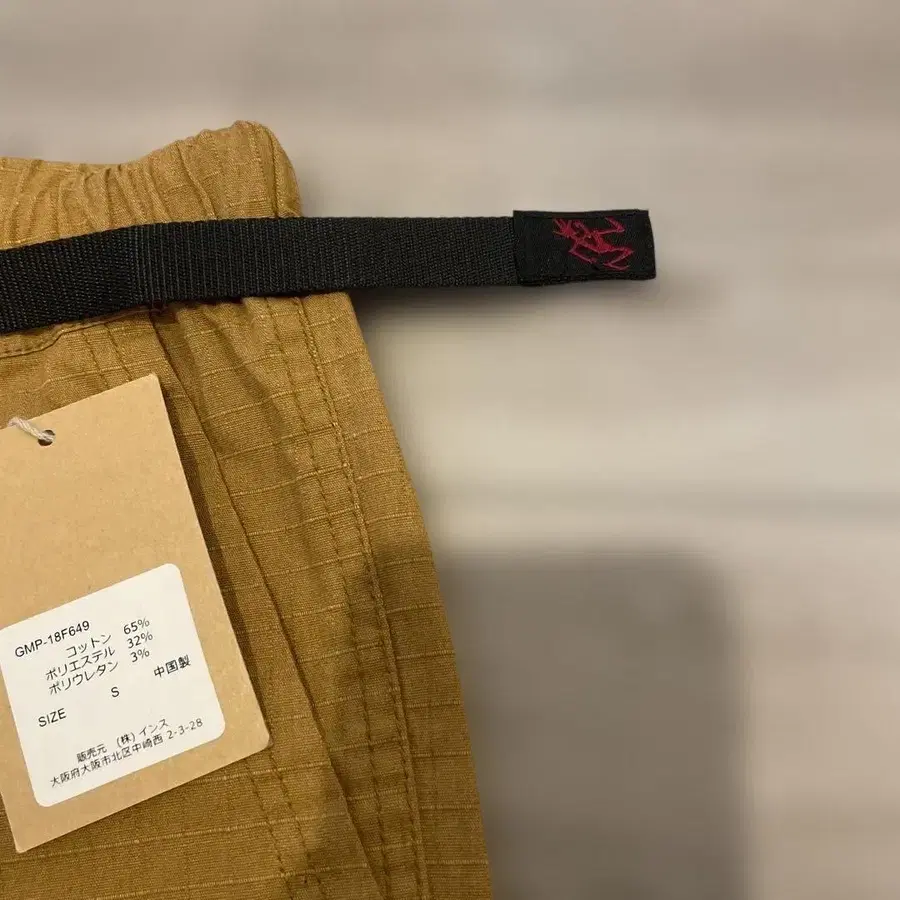 GMP-18F649
コットン 65%
ポリエステル 32%
ポリウレタン 3%
中国製
SIZE S
販売元 (株)インス
大阪府大阪市北区中崎西 2-3-28